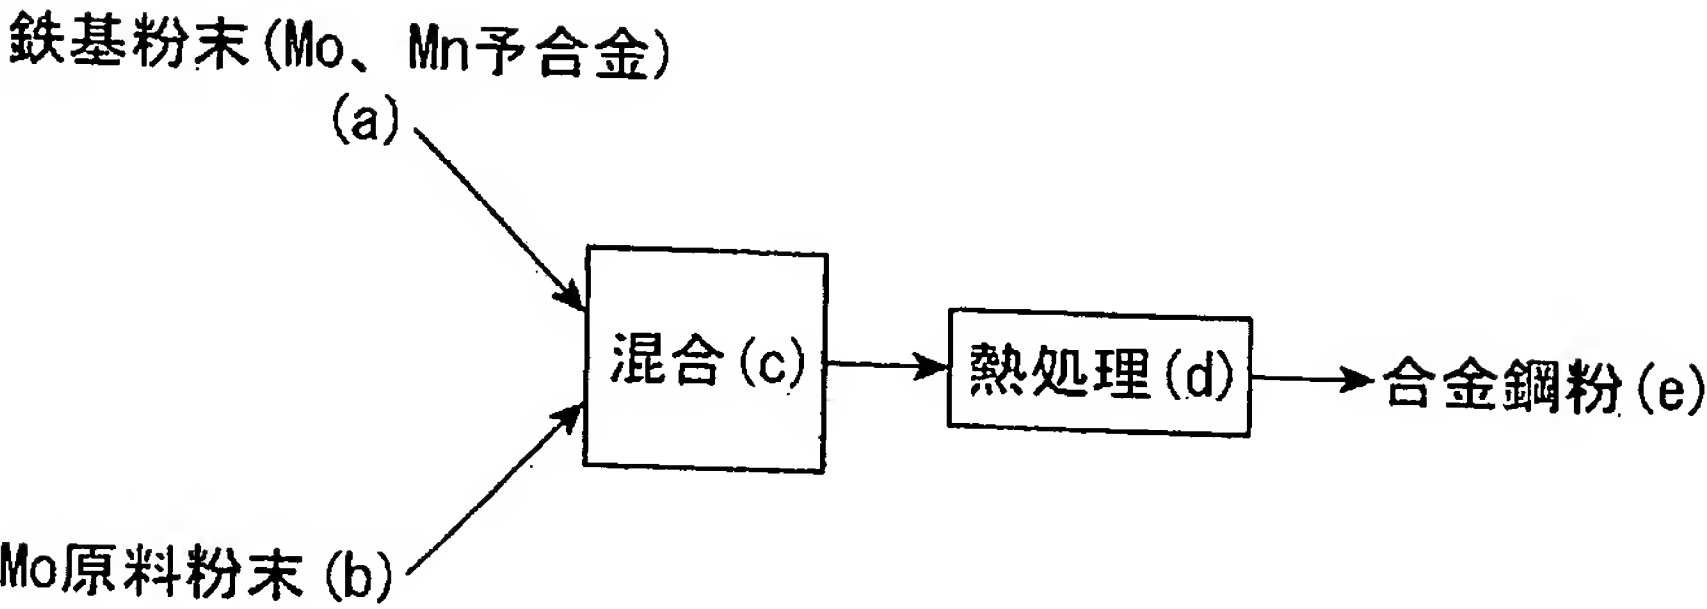 鉄基粉末(Mo、Mn予合金)
(a)
混合(c)
熱処理(d)
合金鋼粉(e)
Mo原料粉末(b)